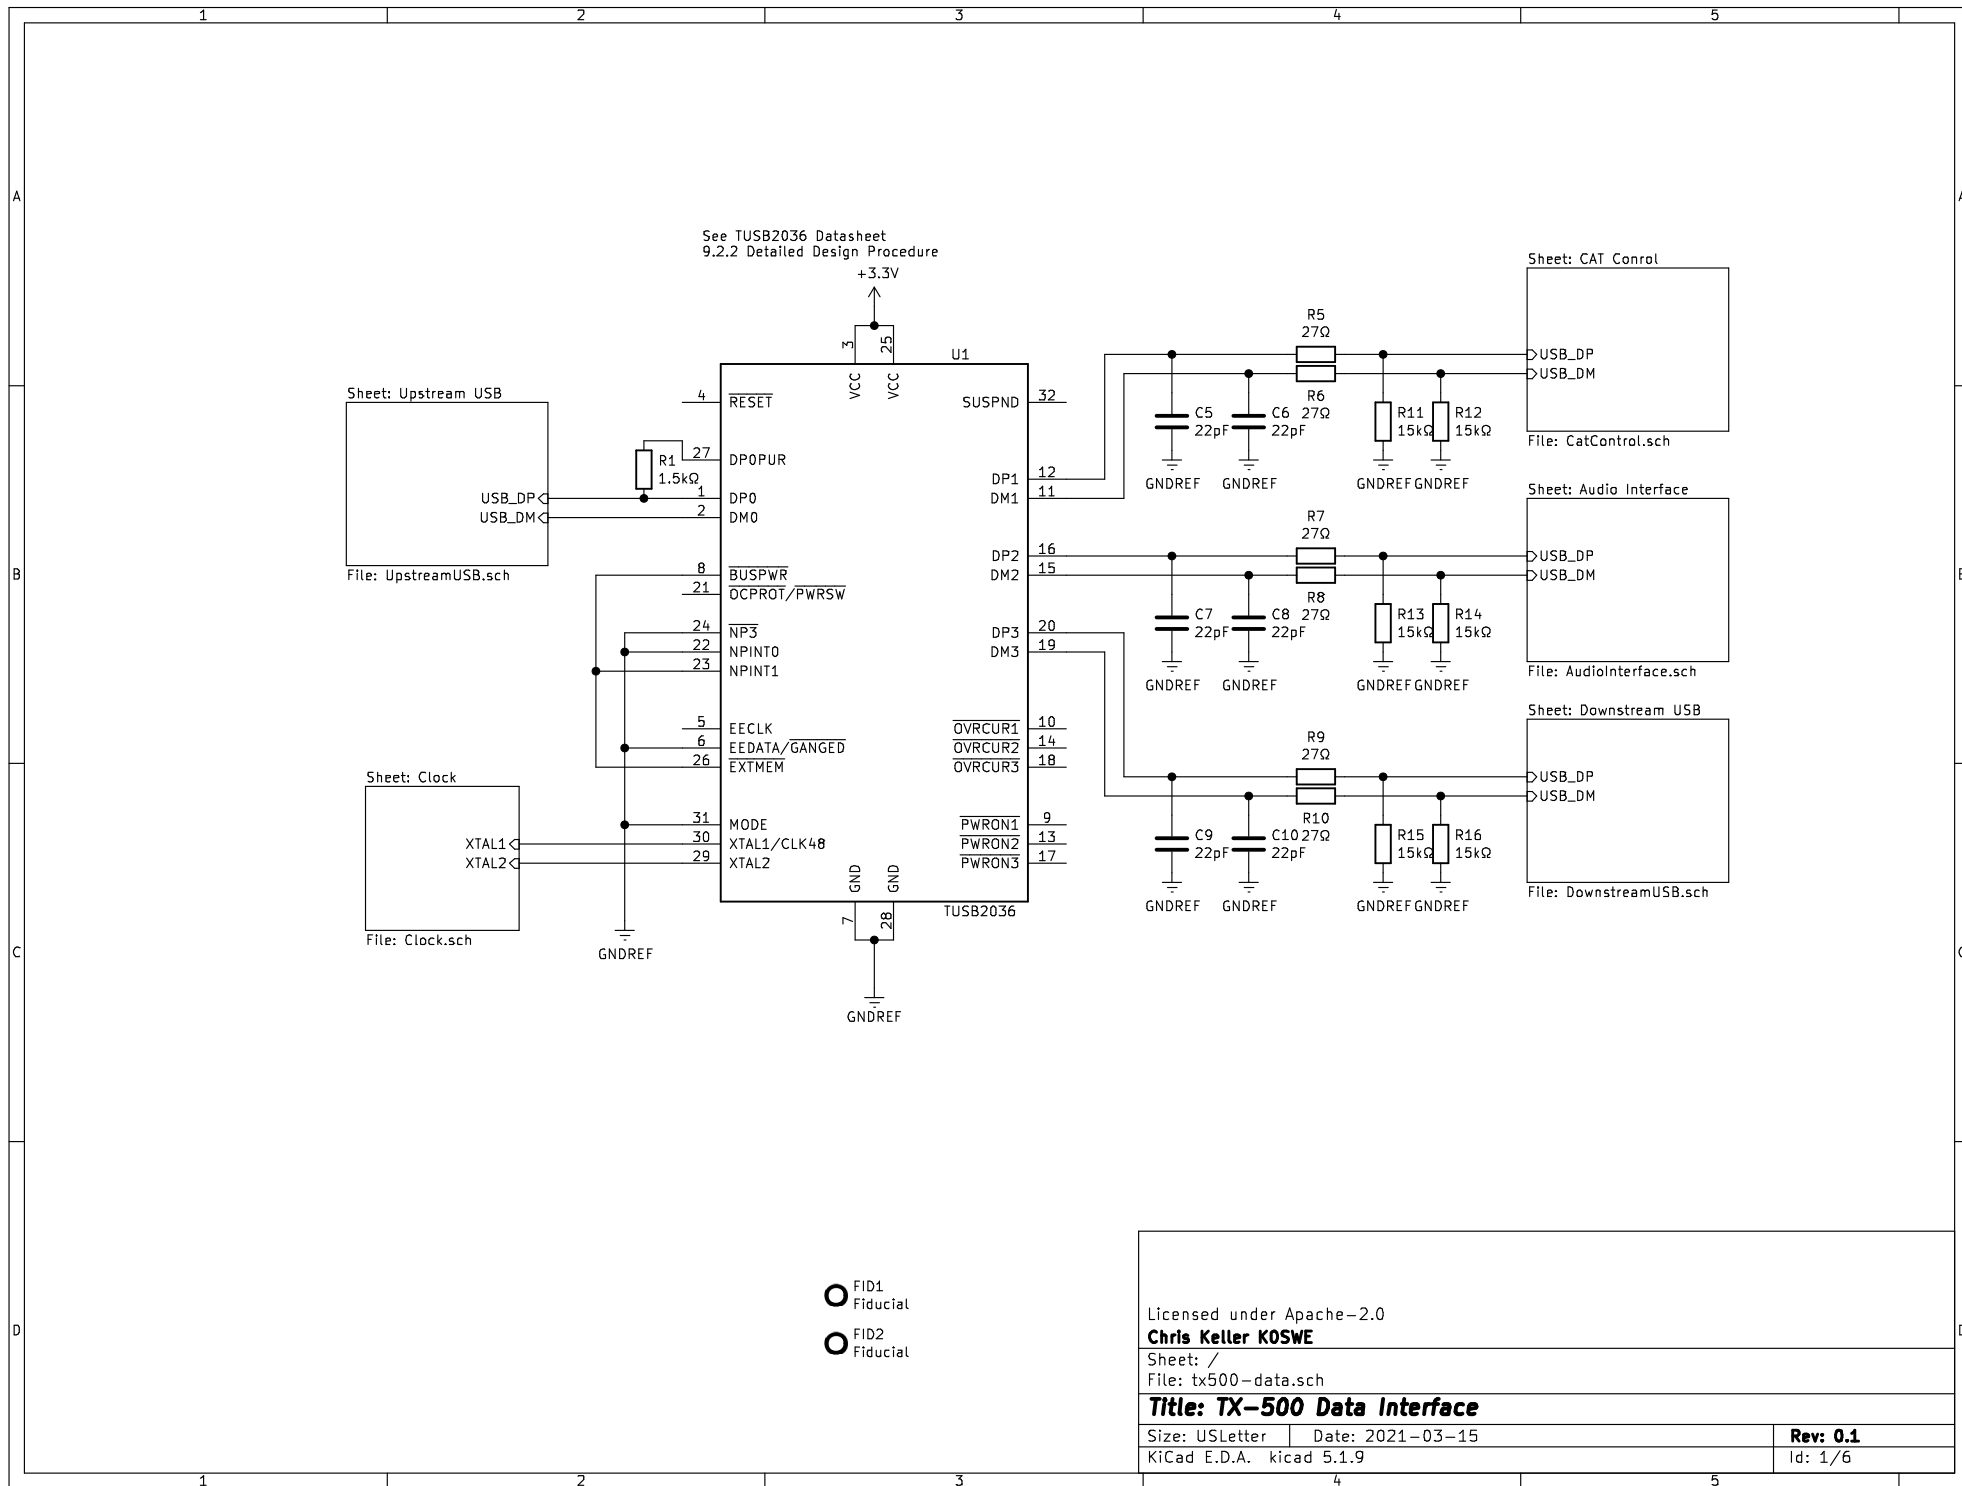 1 2 3 4 5
A A
See TUSB2036 Datasheet
9.2.2 Detailed Design Procedure
+3.3V
Sheet: CAT Conrol
USB_DP
USB_DM
File: CatControl.sch
R5
27Ω
R6
27Ω
C5
22pF
C6
22pF
R11
15kΩ
R12
15kΩ
GNDREF GNDREF GNDREF GNDREF
Sheet: Upstream USB
USB_DP
USB_DM
File: UpstreamUSB.sch
R1
1.5kΩ
U1
3 VCC
25 VCC
4 RESET
27 DP0PUR
1 DP0
2 DM0
8 BUSPWR
21 OCPROT/PWRSW
24 NP3
22 NPINT0
23 NPINT1
5 EECLK
6 EEDATA/GANGED
26 EXTMEM
31 MODE
30 XTAL1/CLK48
29 XTAL2
SUSPND 32
DP1 12
DM1 11
DP2 16
DM2 15
DP3 20
DM3 19
OVRCUR1 10
OVRCUR2 14
OVRCUR3 18
PWRON1 9
PWRON2 13
PWRON3 17
GND 7
GND 28
TUSB2036
GNDREF
GNDREF
B
Sheet: Audio Interface
USB_DP
USB_DM
File: AudioInterface.sch
R7
27Ω
R8
27Ω
C7
22pF
C8
22pF
R13
15kΩ
R14
15kΩ
GNDREF GNDREF GNDREF GNDREF
Sheet: Downstream USB
USB_DP
USB_DM
File: DownstreamUSB.sch
R9
27Ω
R10
27Ω
C9
22pF
C10
22pF
R15
15kΩ
R16
15kΩ
GNDREF GNDREF GNDREF GNDREF
Sheet: Clock
XTAL1
XTAL2
File: Clock.sch
C
FID1
Fiducial
FID2
Fiducial
D
Licensed under Apache-2.0
Chris Keller K0SWE
Sheet: /
File: tx500-data.sch
Title: TX-500 Data Interface
Size: USLetter Date: 2021-03-15 Rev: 0.1
KiCad E.D.A. kicad 5.1.9 Id: 1/6
1 2 3 4 5